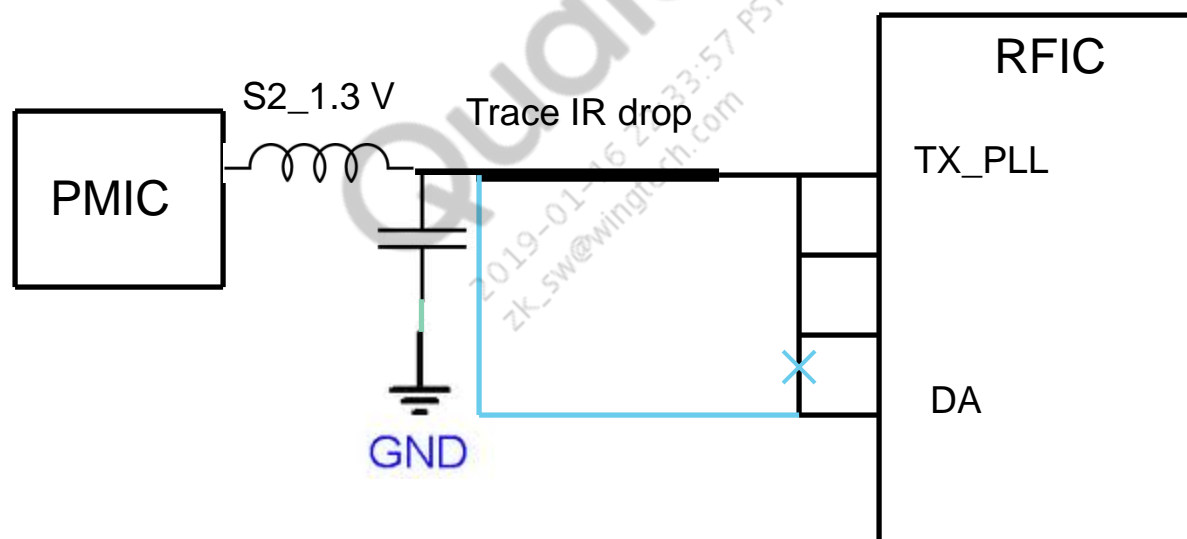 RFIC
S2_1.3 V
Trace IR drop
TX_PLL
PMIC
DA
GND
2019-01-16 22:33:57 PST
zk_sw@wingtech.com